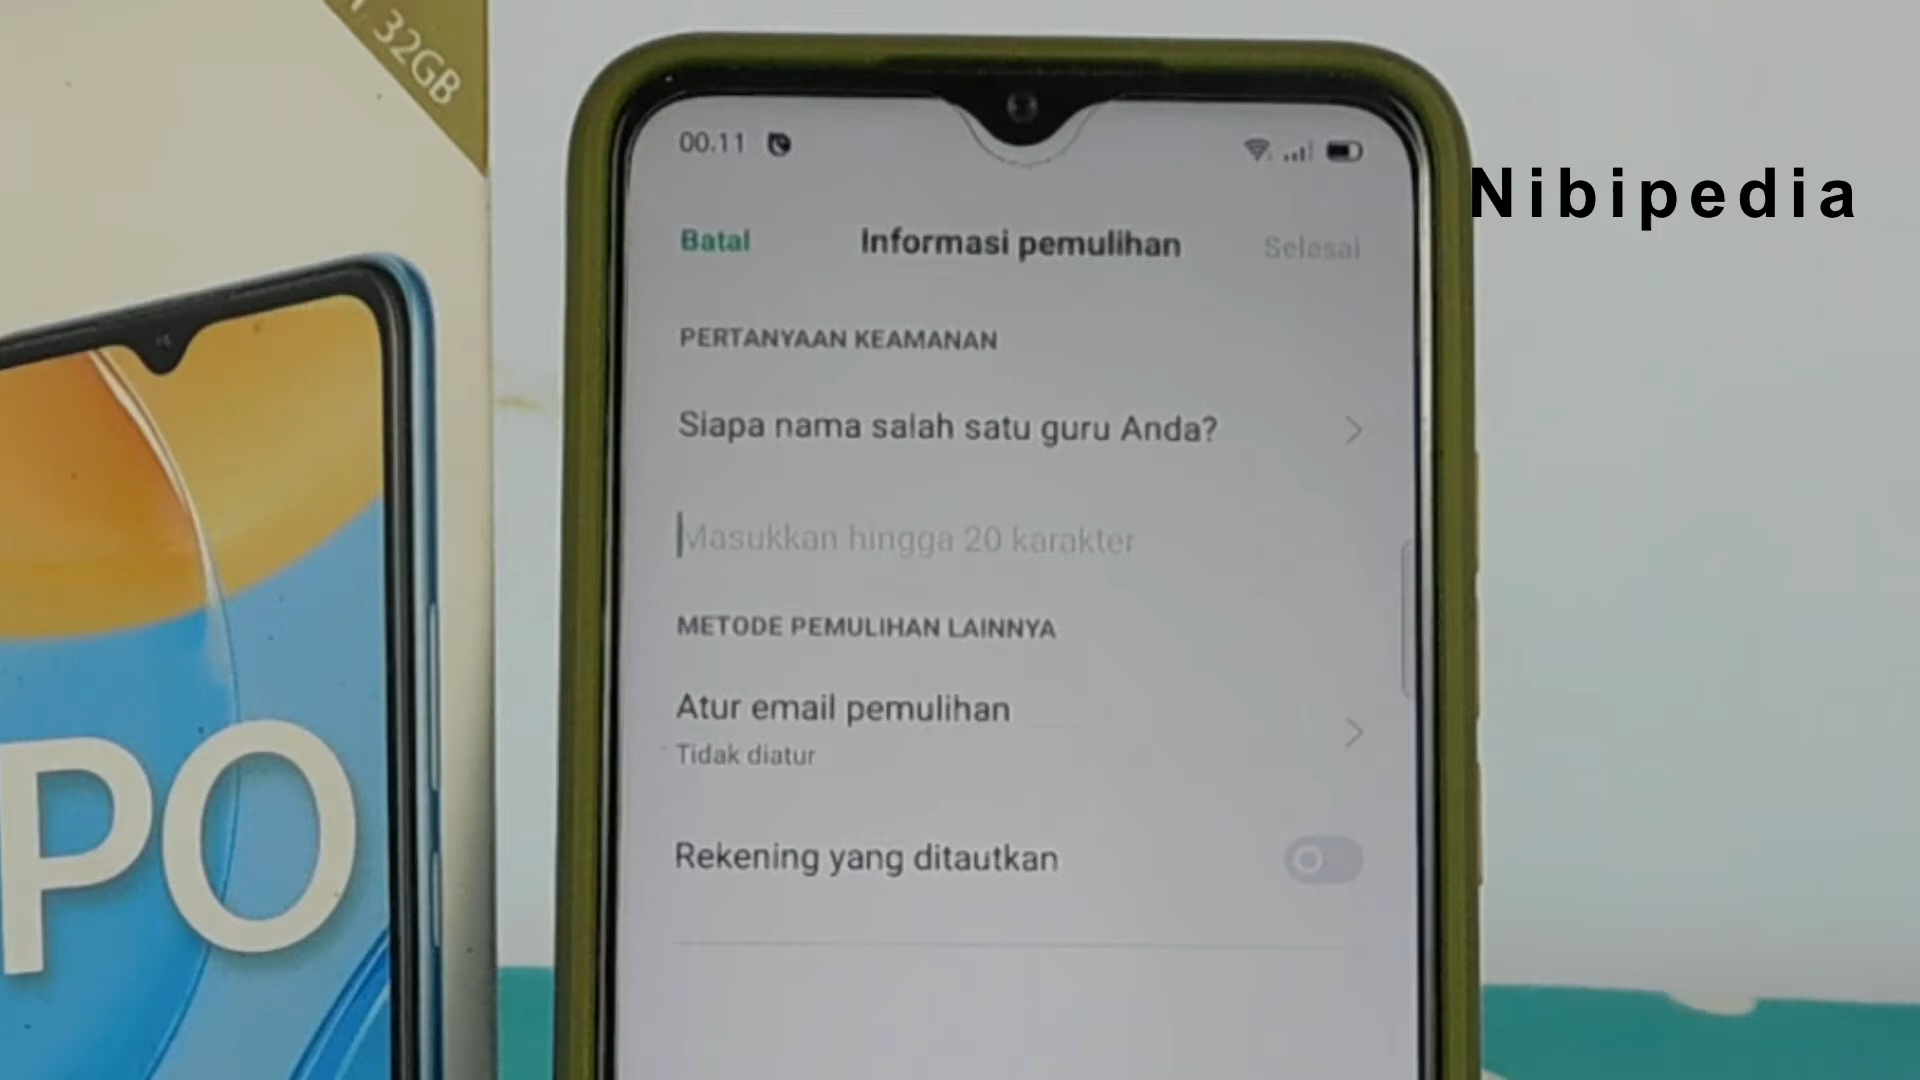 32GB
00.11
Nibipedia
Batal
Informasi pemulihan
Selesai
PERTANYAAN KEAMANAN
Siapa nama salah satu guru Anda?
Masukkan hingga 20 karakter
METODE PEMULIHAN LAINNYA
Atur email pemulihan
Tidak diatur
Rekening yang ditautkan
PO